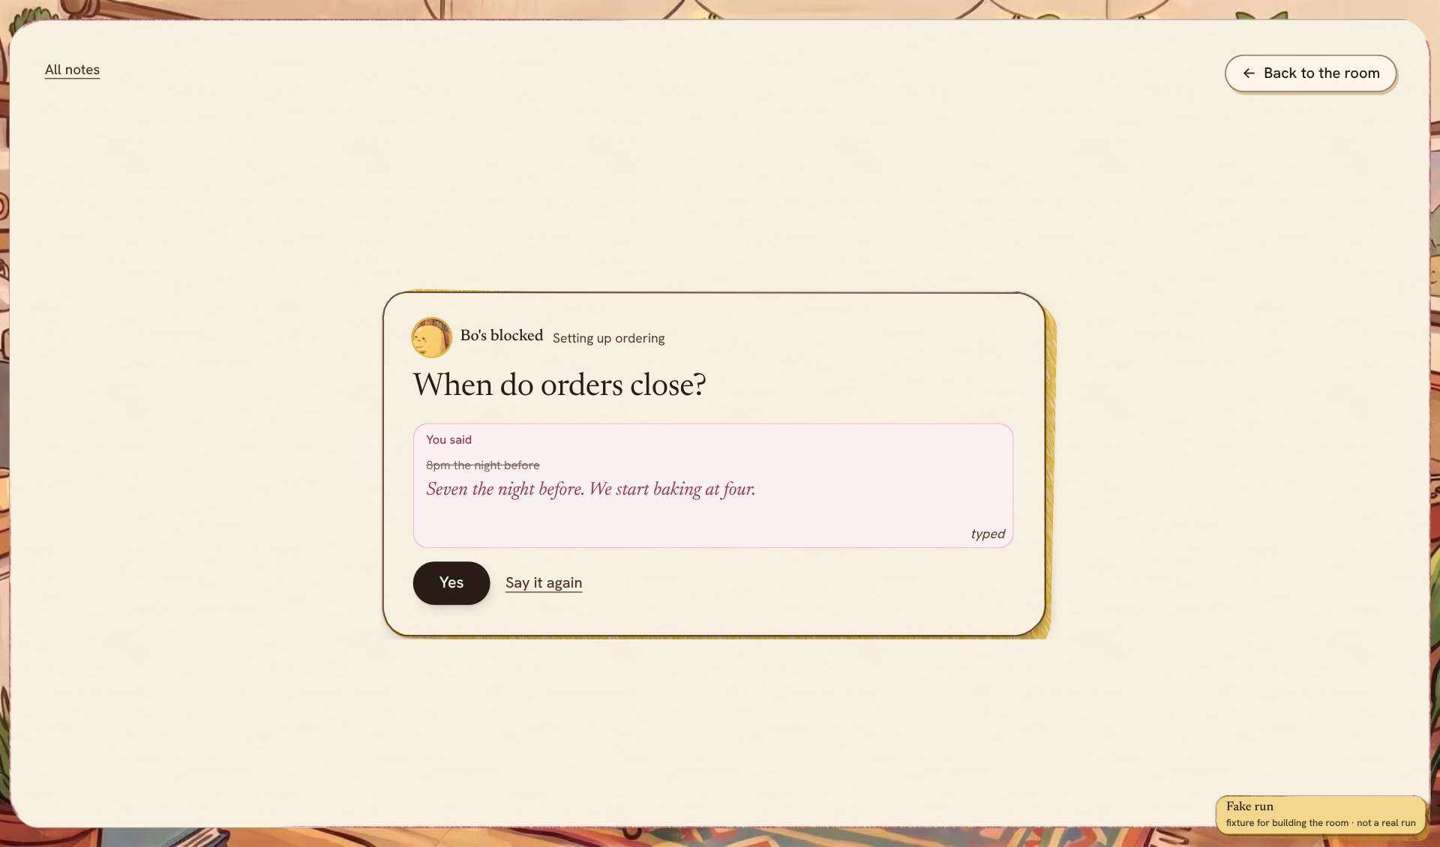 All notes
← Back to the room
Bo's blocked Setting up ordering
When do orders close?
You said
8pm the night before
Seven the night before. We start baking at four.
typed
Yes Say it again
Fake run
fixture for building the room · not a real run